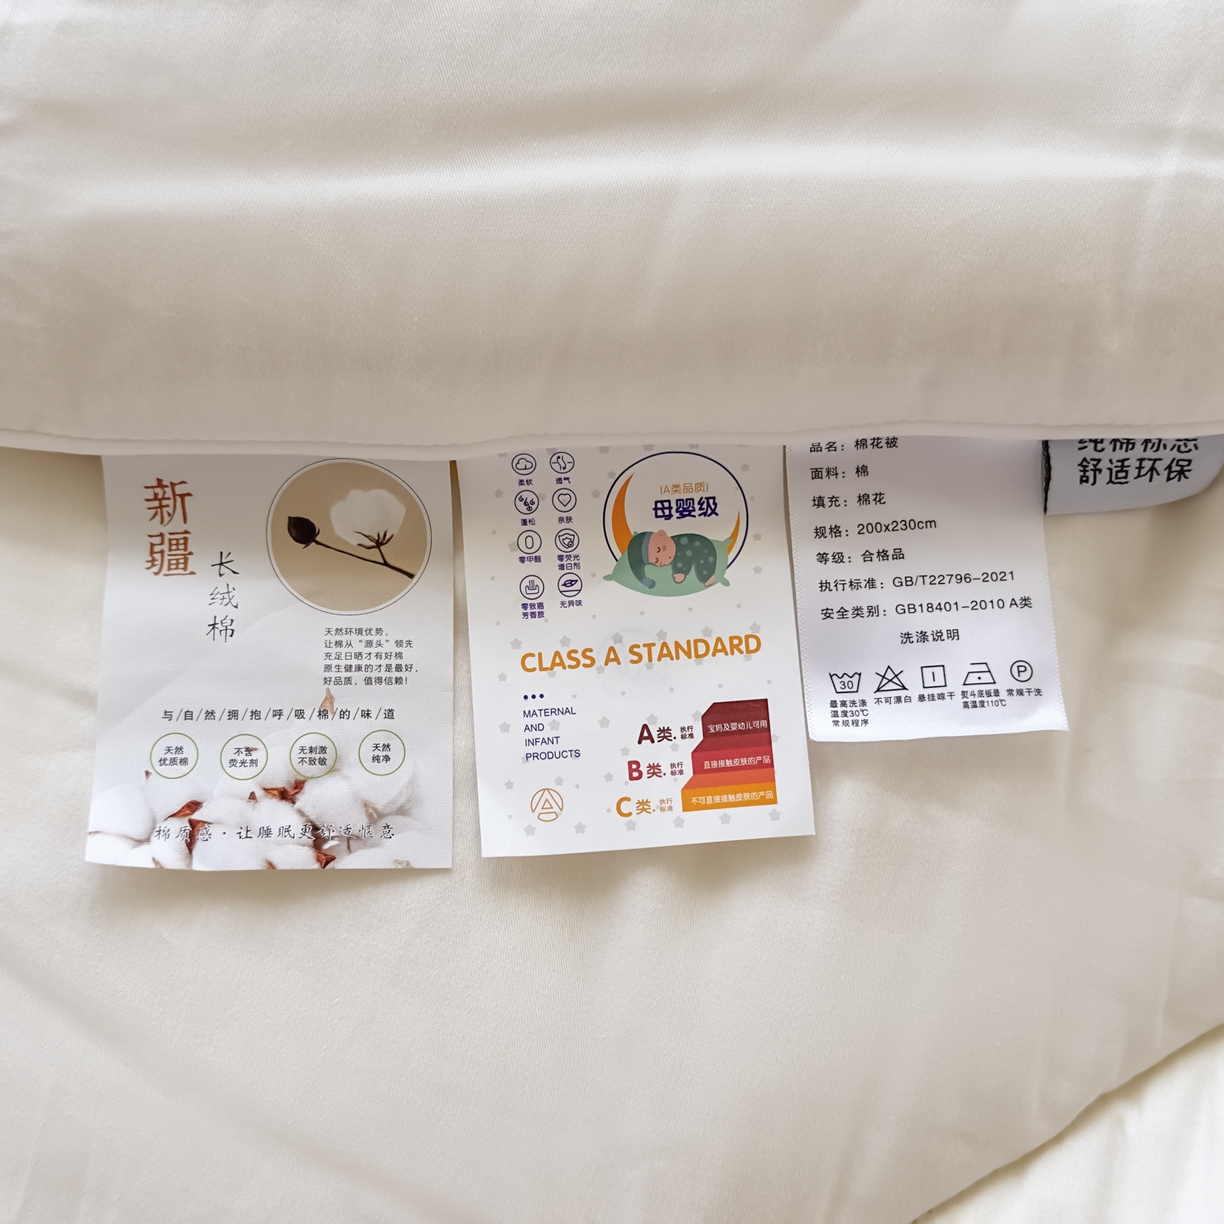 新疆
长绒棉
天然环境优势，
让棉从“源头”领先
充足日晒才有好棉
原生健康的才是最好，
好品质，值得信赖！
与/自/然/拥/抱/呼/吸/棉/的/味/道
天然
优质棉
不含
荧光剂
无刺激
不致敏
天然
纯净
棉质感·让睡眠更舒适惬意
柔软
透气
蓬松
亲肤
零甲醛
零荧光
增白剂
零致癌
芳香胺
无异味
(A类品质)
母婴级
CLASS A STANDARD
MATERNAL
AND
INFANT
PRODUCTS
A类.执行标准
宝妈及婴幼儿可用
B类.执行标准
直接接触皮肤的产品
C类.执行标准
不可直接接触皮肤的产品
品名：棉花被
面料：棉
填充：棉花
规格：200x230cm
等级：合格品
执行标准：GB/T22796-2021
安全类别：GB18401-2010 A类
洗涤说明
30
P
最高洗涤
温度30℃
常规程序
不可漂白
悬挂晾干
熨斗底板最
高温度110℃
常规干洗
纯棉标志
舒适环保